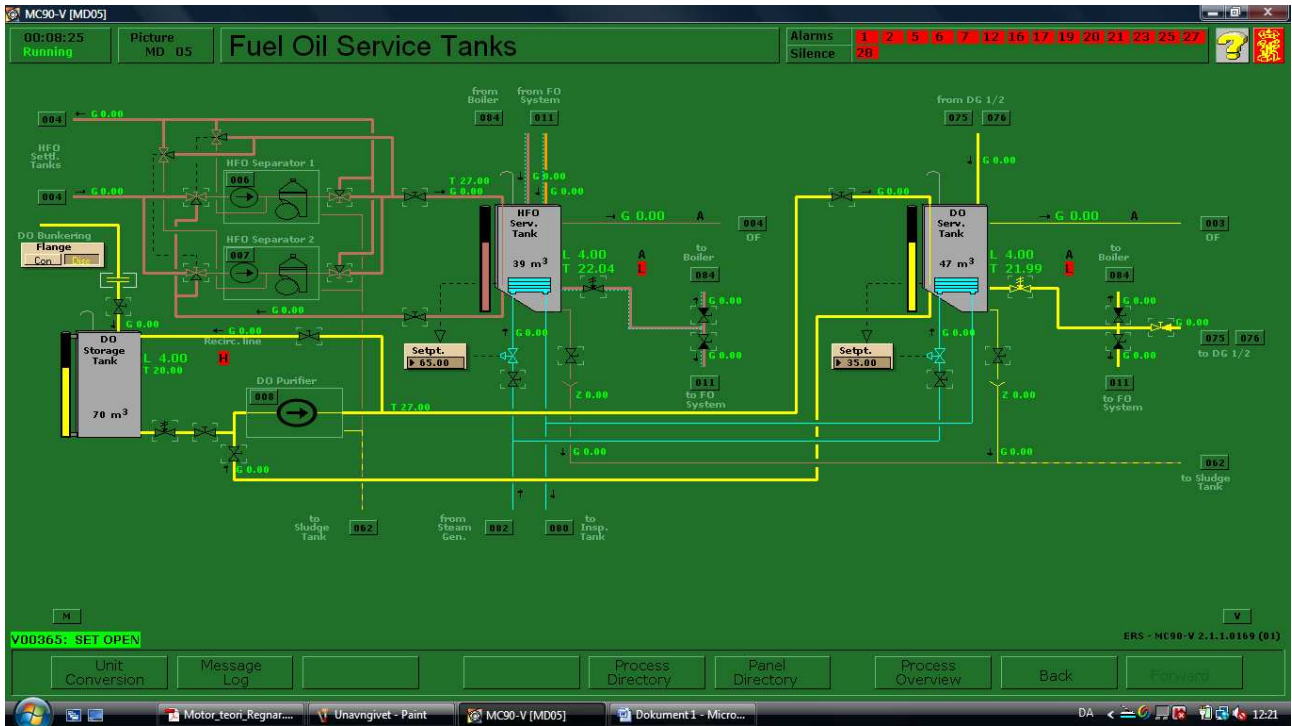 MC90-V [MD05]
00:08:25
Running
Picture
MD 05
Fuel Oil Service Tanks
Alarms 1 2 5 6 7 12 16 17 19 20 21 23 25 27
Silence 28
from Boiler
084
from FO System
011
from DG 1/2
075 076
004
G 0.00
HFO
Settl.
Tanks
004
G 0.00
HFO Separator 1
006
HFO Separator 2
007
T 27.00
G 0.00
G 0.00
G 0.00
G 0.00
G 0.00
HFO
Serv.
Tank
39 m3
G 0.00 A
004
OF
L 4.00 A
T 22.04 L
to
Boiler
084
G 0.00
G 0.00
011
to FO
System
DO
Serv.
Tank
47 m3
G 0.00 A
003
OF
L 4.00 A
T 21.99 L
to
Boiler
084
G 0.00
G 0.00
075 076
to DG 1/2
G 0.00
011
to FO
System
DO Bunkering
Flange
Con Disc
G 0.00
G 0.00
G 0.00
Recirc. line
DO
Storage
Tank
70 m3
L 4.00 H
T 20.00
Setpt.
65.00
G 0.00
Setpt.
35.00
G 0.00
DO Purifier
008
T 27.00
Z 0.00
Z 0.00
G 0.00
G 0.00
G 0.00
062
to Sludge
Tank
to
Sludge
Tank
062
from
Steam
Gen.
082
080
to
Insp.
Tank
M
V
V00365: SET OPEN
ERS - MC90-V 2.1.1.0169 (01)
Unit
Conversion
Message
Log
Process
Directory
Panel
Directory
Process
Overview
Back
Forward
Motor_teori_Regnar....
Unavngivet - Paint
MC90-V [MD05]
Dokument1 - Micro...
DA
12:21